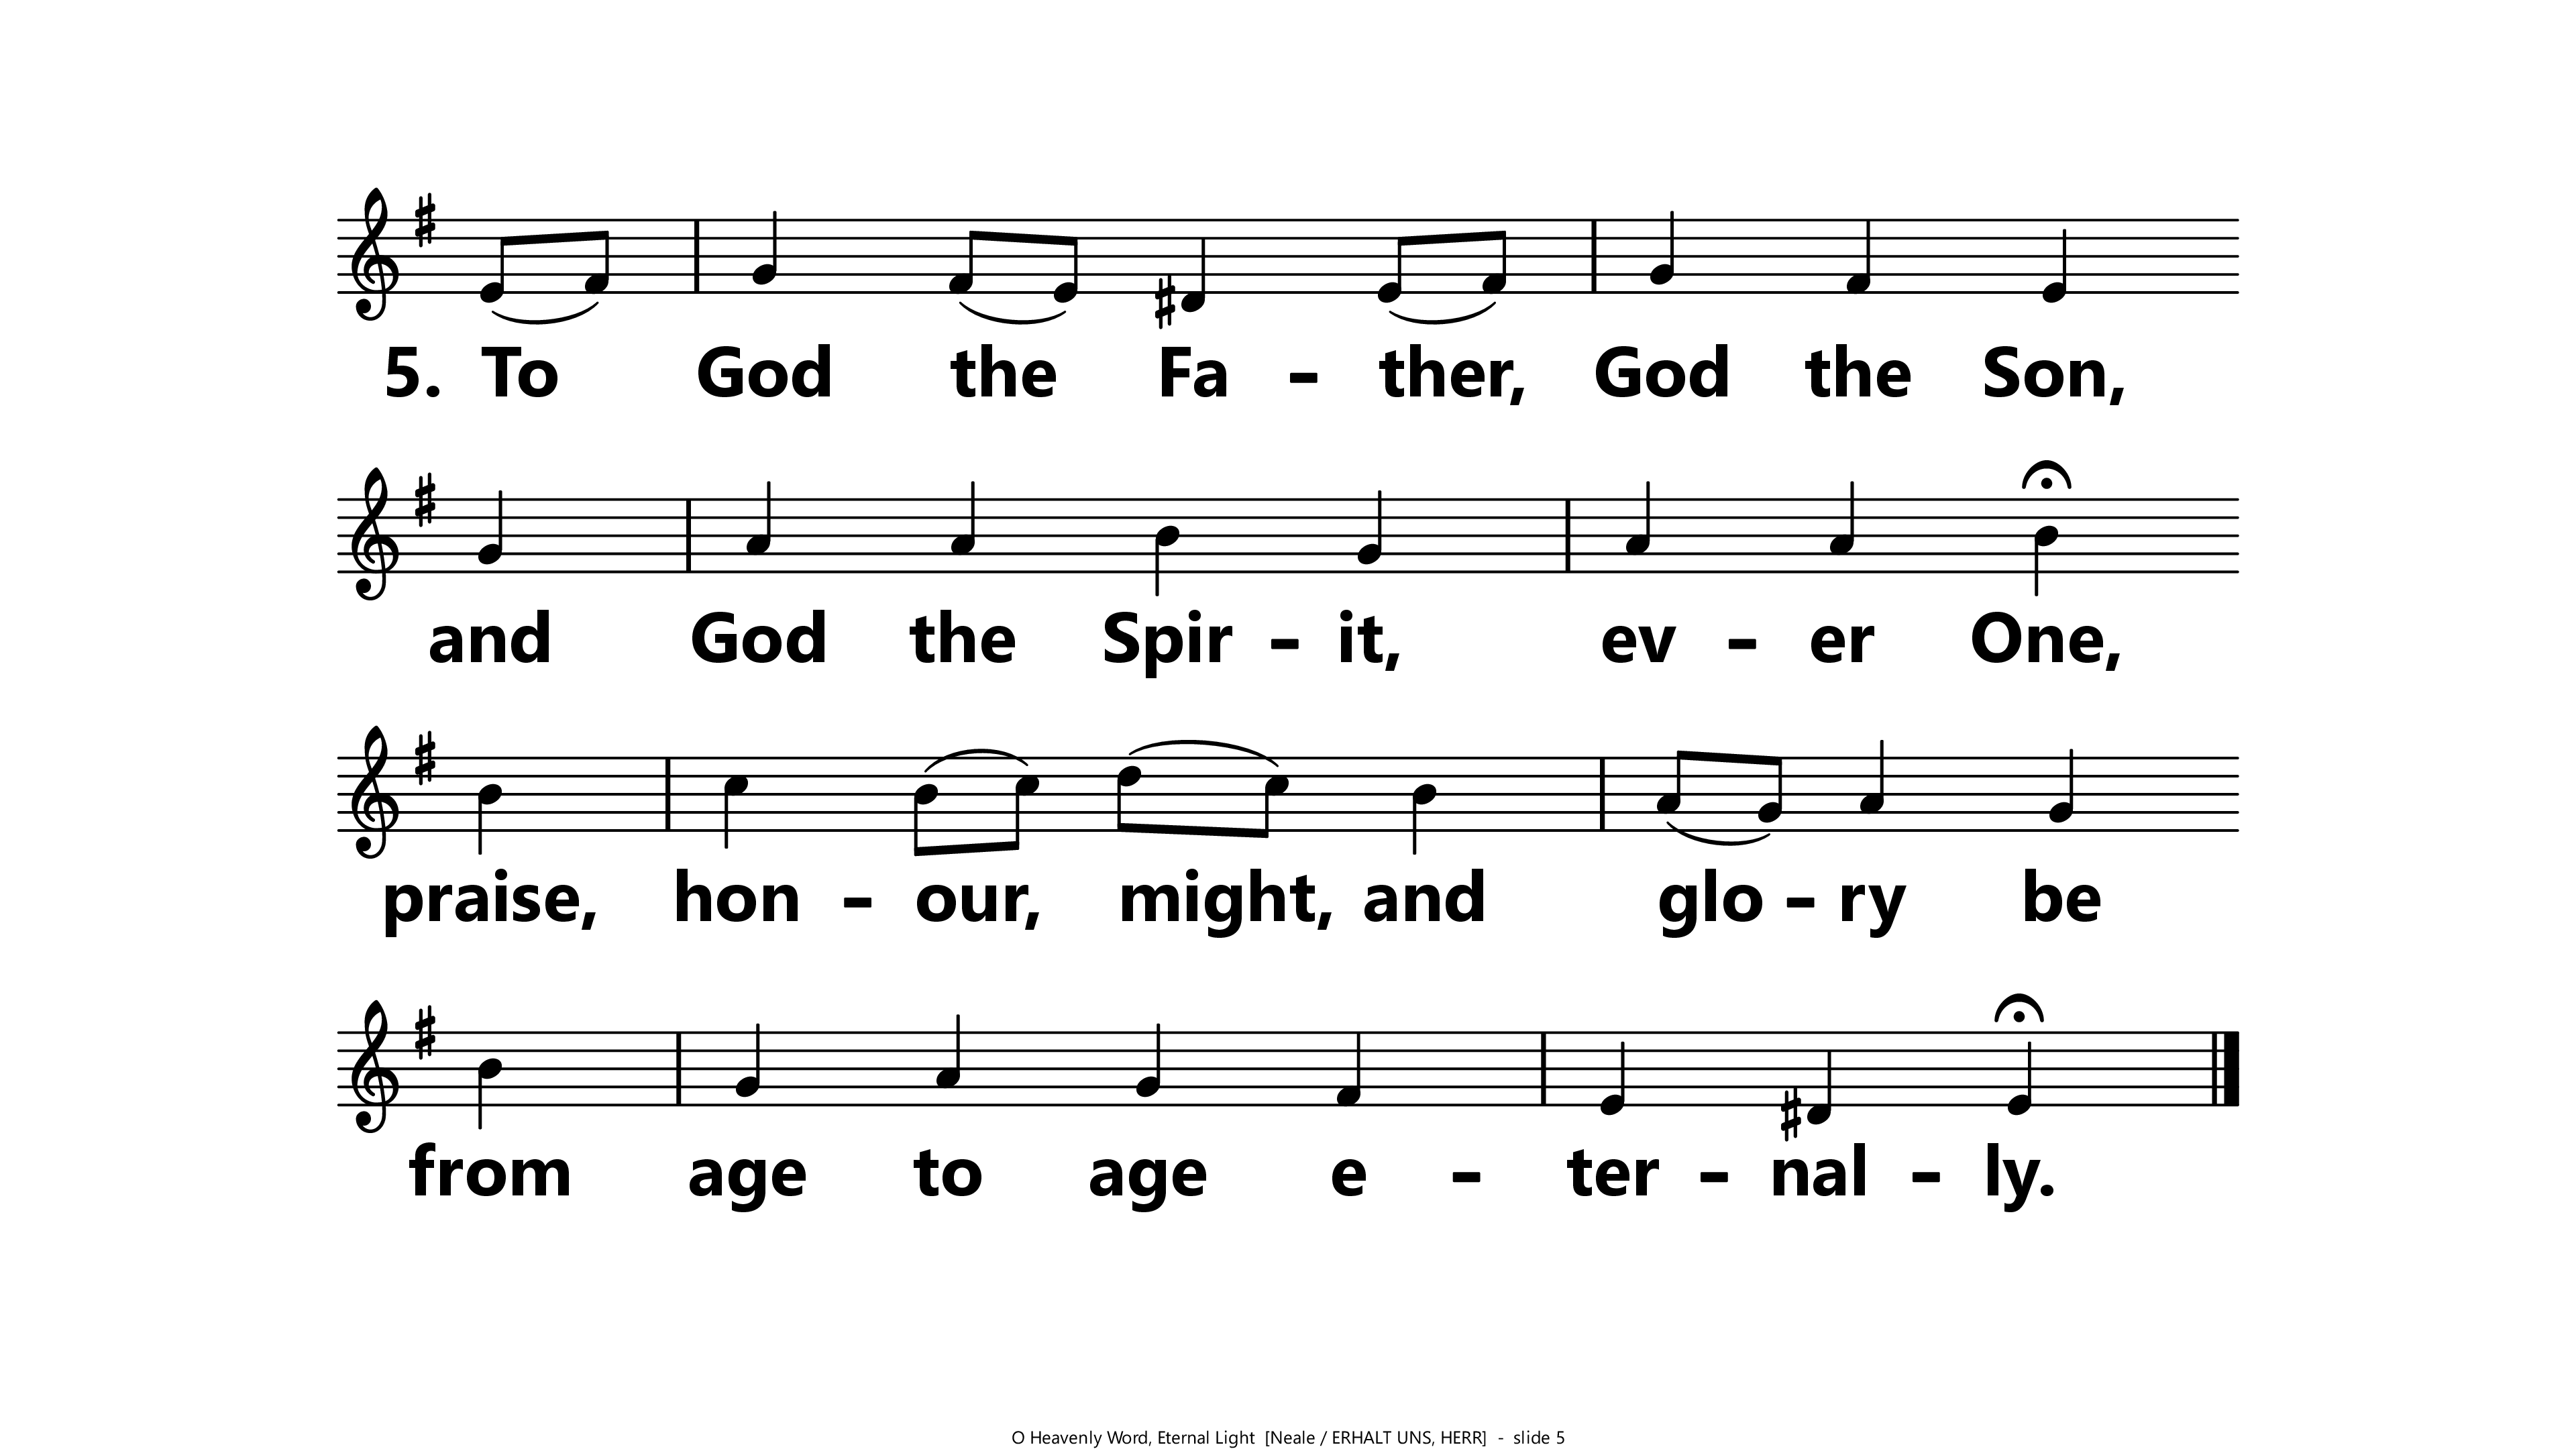 5. To God the Fa - ther, God the Son,
and God the Spir - it, ev - er One,
praise, hon - our, might, and glo - ry be
from age to age e - ter - nal - ly.
O Heavenly Word, Eternal Light [Neale / ERHALT UNS, HERR] - slide 5